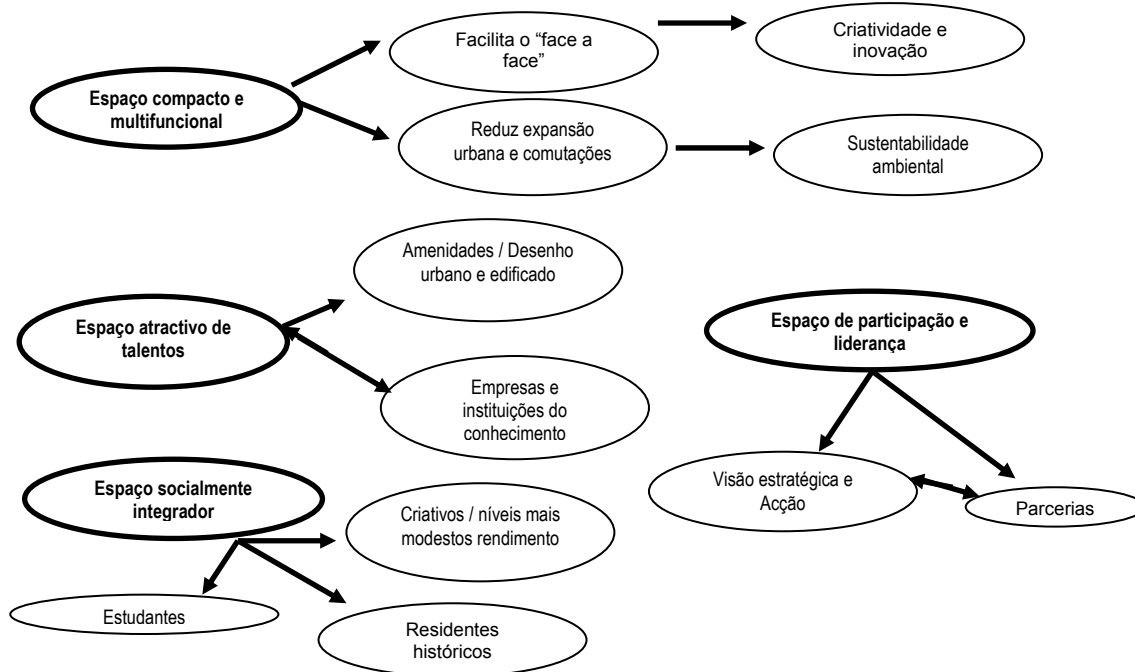 Facilita o “face a
face”
Criatividade e
inovação
Espaço compacto e
multifuncional
Reduz expansão
urbana e comutações
Sustentabilidade
ambiental
Amenidades / Desenho
urbano e edificado
Espaço atractivo de
talentos
Empresas e
instituições do
conhecimento
Espaço de participação e
liderança
Visão estratégica e
Acção
Parcerias
Espaço socialmente
integrador
Criativos / níveis mais
modestos rendimento
Estudantes
Residentes
históricos